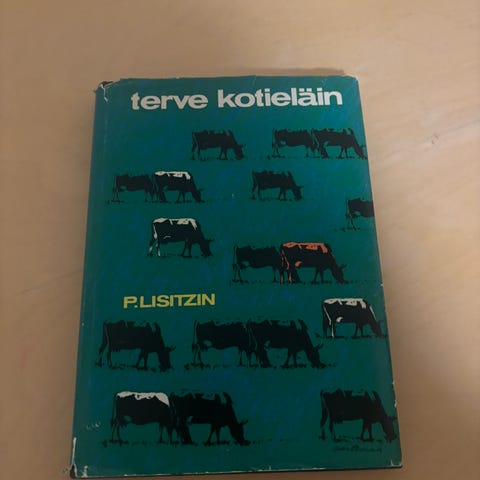 terve kotieläin
P. LISITZIN